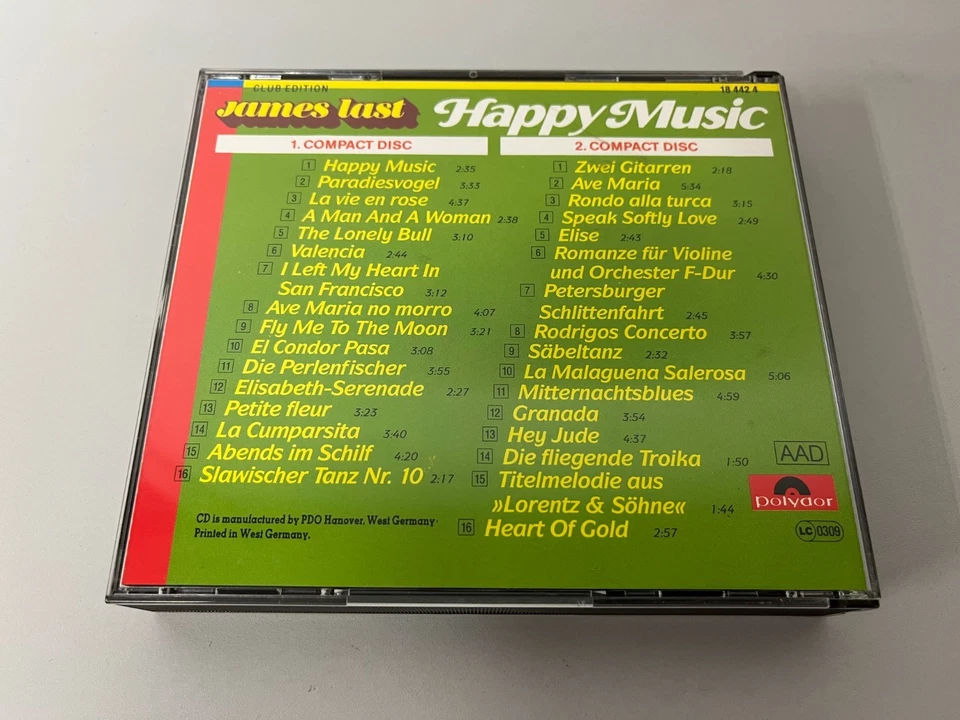 CLUB EDITION
18 442 4
James Last Happy Music
1. COMPACT DISC
1 Happy Music 2:35
2 Paradiesvogel 3:33
3 La vie en rose 4:37
4 A Man And A Woman 2:38
5 The Lonely Bull 3:10
6 Valencia 2:44
7 I Left My Heart In
San Francisco 3:12
8 Ave Maria no morro 4:07
9 Fly Me To The Moon 3:21
10 El Condor Pasa 3:08
11 Die Perlenfischer 3:55
12 Elisabeth-Serenade 2:27
13 Petite fleur 3:23
14 La Cumparsita 3:40
15 Abends im Schilf 4:20
16 Slawischer Tanz Nr. 10 2:17
CD is manufactured by PDO Hanover, West Germany
Printed in West Germany.
2. COMPACT DISC
1 Zwei Gitarren 2:18
2 Ave Maria 5:34
3 Rondo alla turca 3:15
4 Speak Softly Love 2:49
5 Elise 2:43
6 Romanze für Violine
und Orchester F-Dur 4:30
7 Petersburger
Schlittenfahrt 2:45
8 Rodrigos Concerto 3:57
9 Säbeltanz 2:32
10 La Malaguena Salerosa 5:06
11 Mitternachtsblues 4:59
12 Granada 3:54
13 Hey Jude 4:37
14 Die fliegende Troika 1:50
15 Titelmelodie aus
»Lorentz & Söhne« 1:44
16 Heart Of Gold 2:57
AAD
Polydor
LC 0309